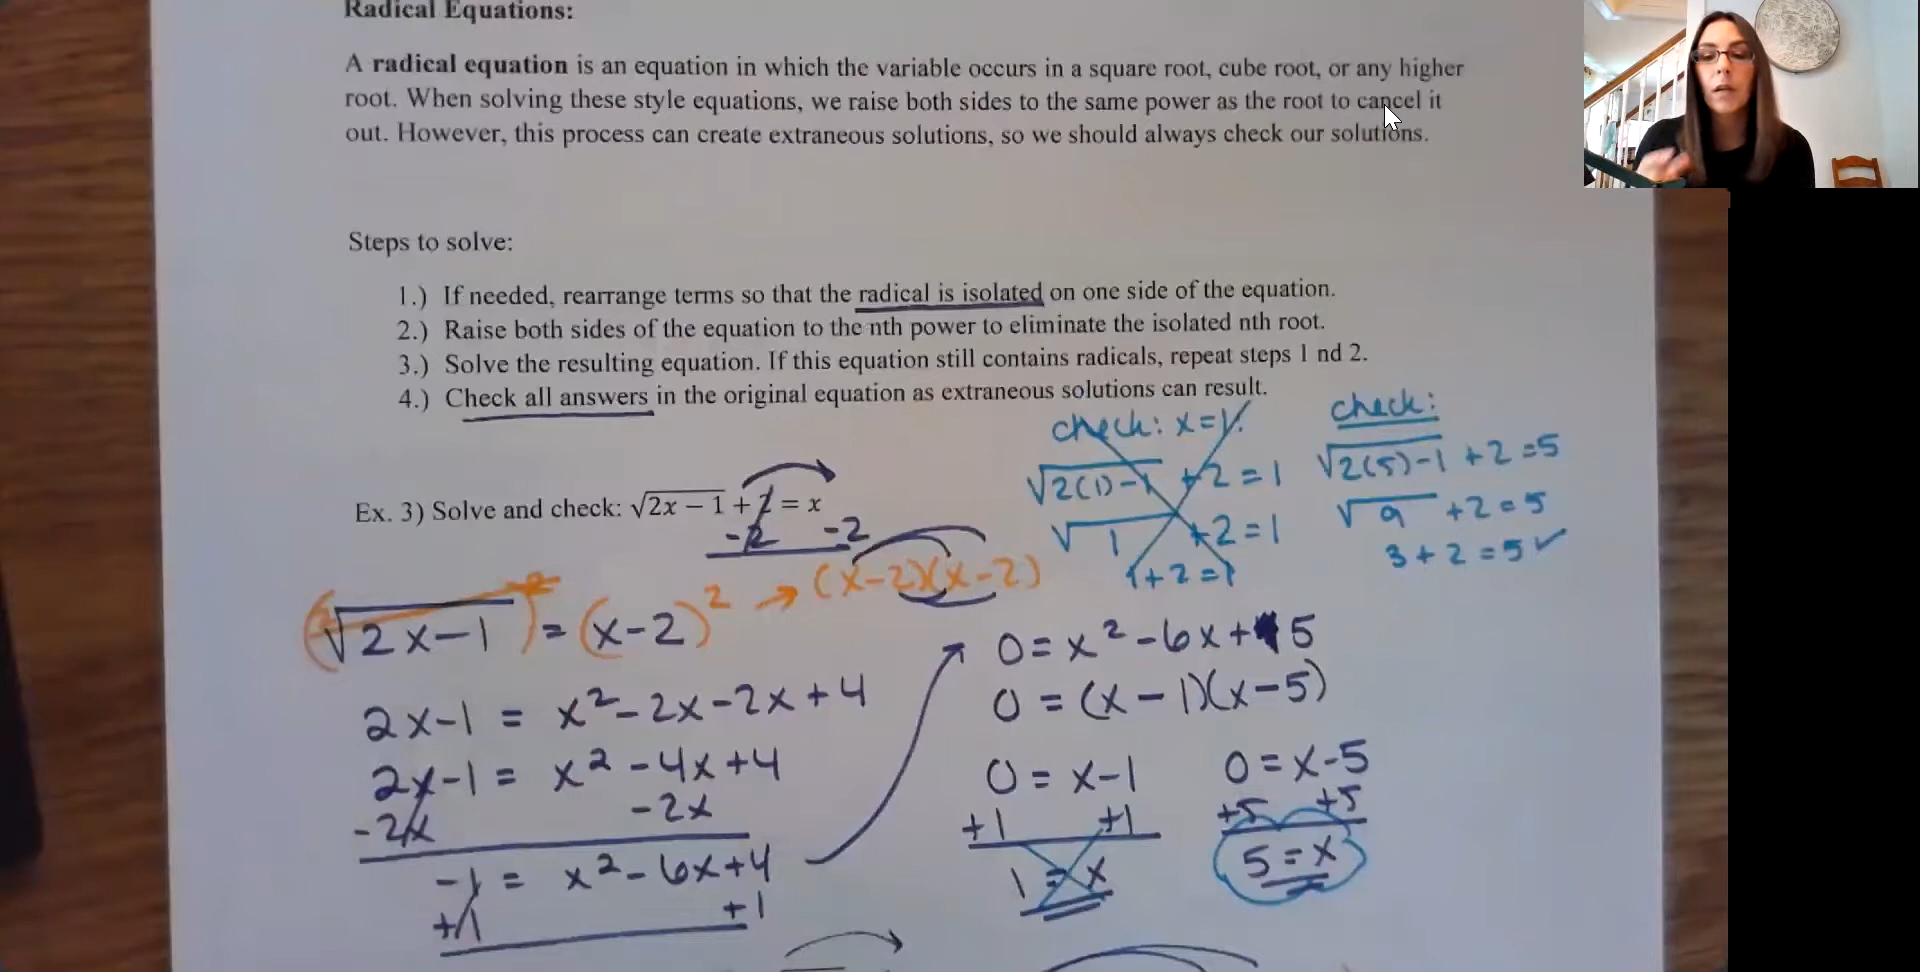 Radical Equations:
A radical equation is an equation in which the variable occurs in a square root, cube root, or any higher
root. When solving these style equations, we raise both sides to the same power as the root to cancel it
out. However, this process can create extraneous solutions, so we should always check our solutions.
Steps to solve:
1.) If needed, rearrange terms so that the radical is isolated on one side of the equation.
2.) Raise both sides of the equation to the nth power to eliminate the isolated nth root.
3.) Solve the resulting equation. If this equation still contains radicals, repeat steps 1 nd 2.
4.) Check all answers in the original equation as extraneous solutions can result.
Ex. 3) Solve and check: √2x − 1 + 2 = x
-2 -2
(√2x-1)² = (x-2)² → (x-2)(x-2)
2x-1 = x²-2x-2x+4
2x-1 = x²-4x+4
-2x -2x
-1 = x²-6x+4
+1 +1
check: x=1
√2(1)-1 +2=1
√1 +2=1
1+2=1
check:
√2(5)-1 +2=5
√9 +2=5
3+2=5✓
0=x²-6x+5
0=(x-1)(x-5)
0=x-1
+1 +1
1=x
0=x-5
+5 +5
5=x